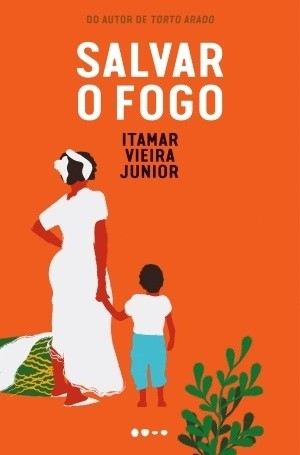 DO AUTOR DE TORTO ARADO
SALVAR
O FOGO
ITAMAR
VIEIRA
JUNIOR